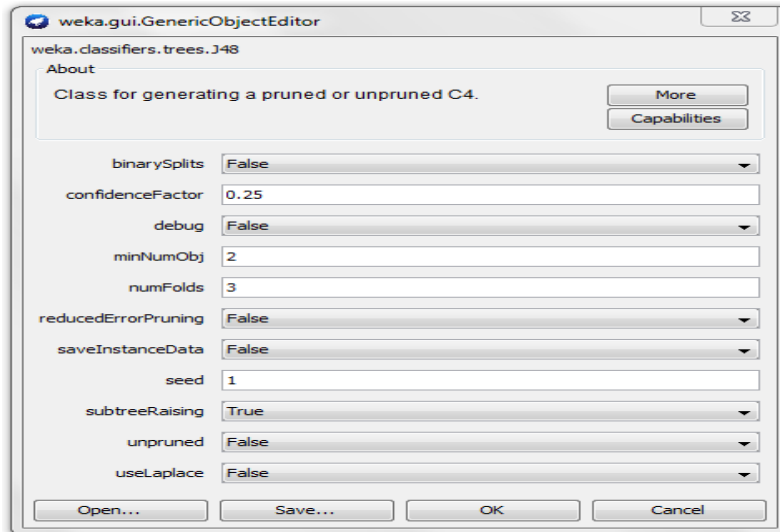 weka.gui.GenericObjectEditor
weka.classifiers.trees.J48
About
Class for generating a pruned or unpruned C4.
More
Capabilities
binarySplits False
confidenceFactor 0.25
debug False
minNumObj 2
numFolds 3
reducedErrorPruning False
saveInstanceData False
seed 1
subtreeRaising True
unpruned False
useLaplace False
Open... Save... OK Cancel